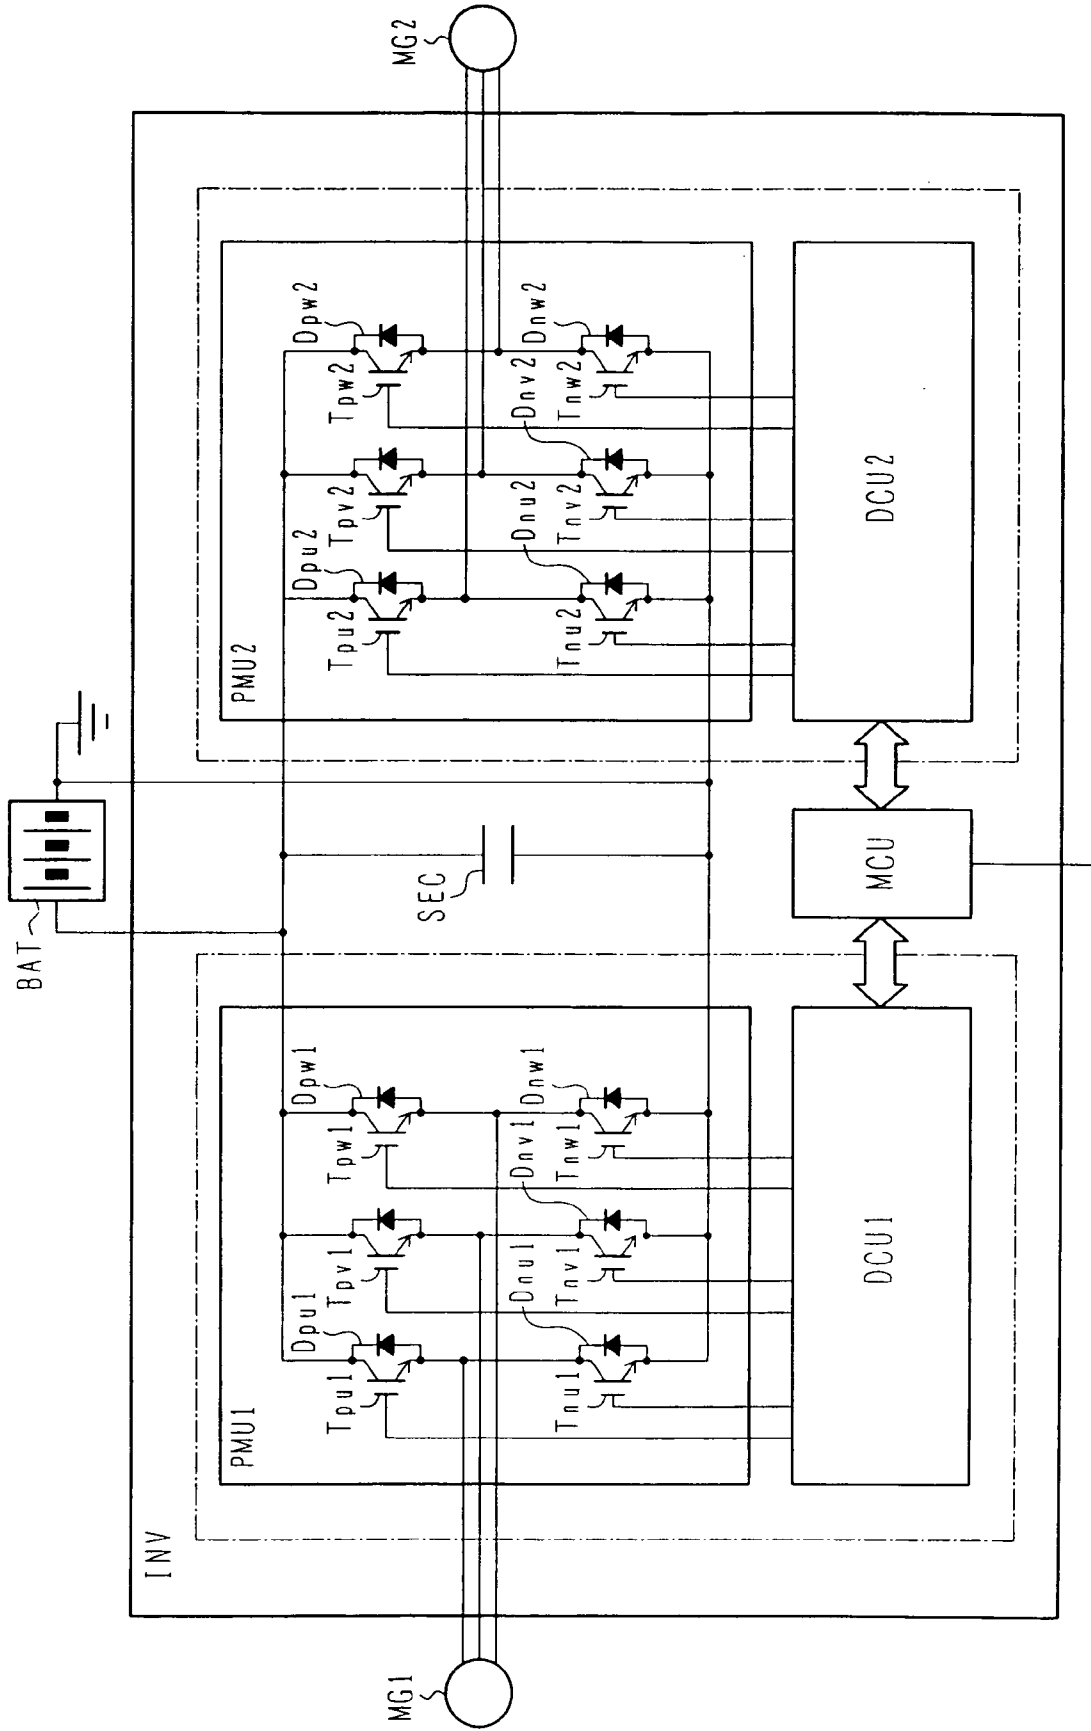 BAT
INV
PMU1
Tpu1
Dpu1
Tpv1
Tpw1
Dpw1
Tnu1
Dnu1
Tnv1
Dnv1
Tnw1
Dnw1
DCU1
MG1
SEC
MCU
PMU2
Tpu2
Dpu2
Tpv2
Tpw2
Dpw2
Tnu2
Dnu2
Tnv2
Dnv2
Tnw2
Dnw2
DCU2
MG2